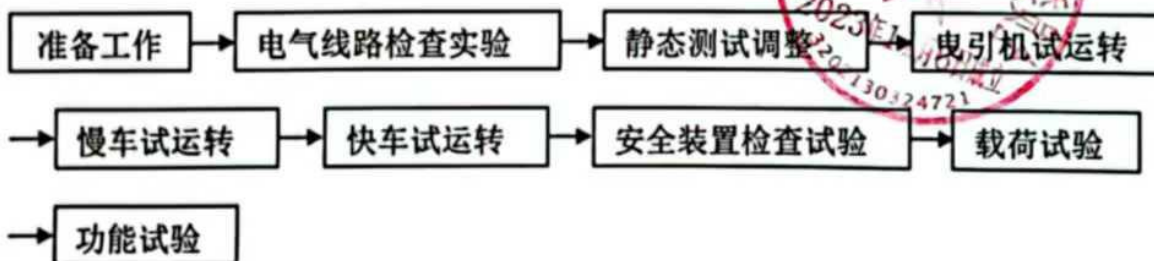 准备工作 电气线路检查实验 静态测试调整 曳引机试运转
慢车试运转 快车试运转 安全装置检查试验 载荷试验
功能试验